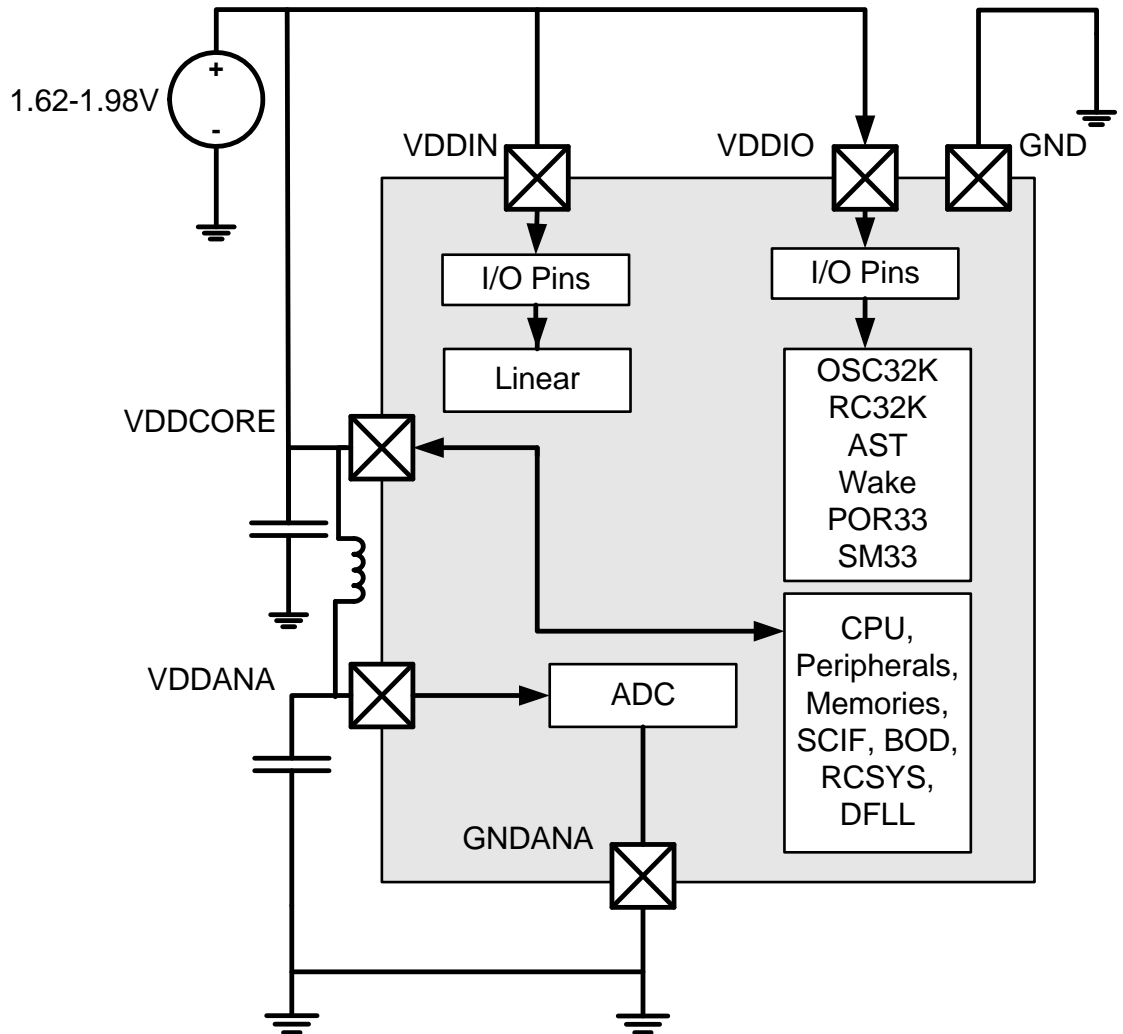 +
1.62-1.98V
-
VDDIN
VDDIO
GND
I/O Pins
I/O Pins
Linear
OSC32K
RC32K
AST
Wake
POR33
SM33
VDDCORE
CPU,
Peripherals,
Memories,
SCIF, BOD,
RCSYS,
DFLL
VDDANA
ADC
GNDANA